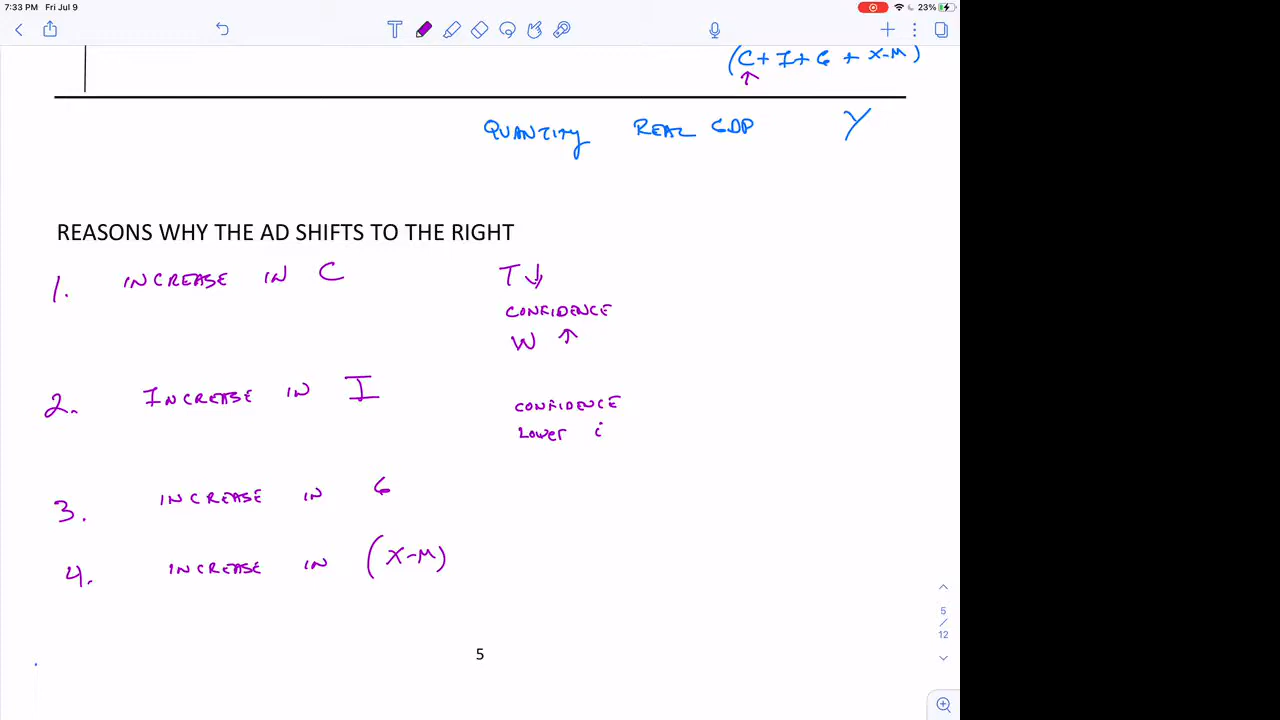 7:33 PM Fri Jul 9
23%
(C + I + G + X-M)
↑
QUANTITY REAL GDP Y
REASONS WHY THE AD SHIFTS TO THE RIGHT
1. INCREASE IN C T ↓
CONFIDENCE
W ↑
2. INCREASE IN I
CONFIDENCE
LOWER i
3. INCREASE IN G
4. INCREASE IN (X-M)
5
/
12
5